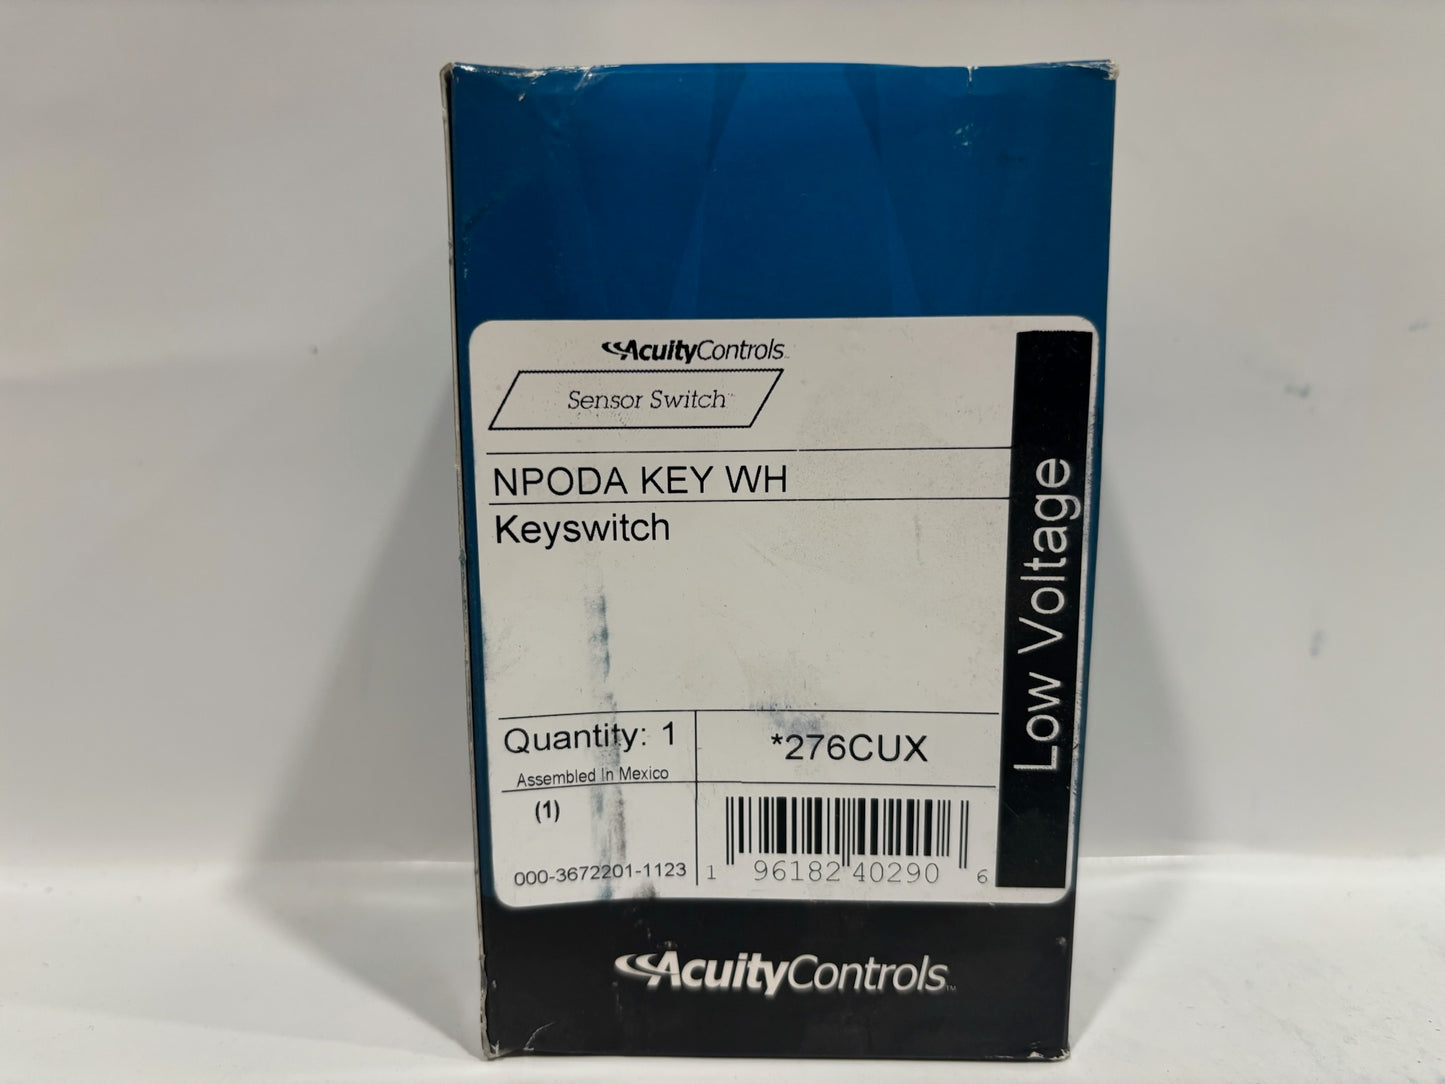 AcuityControls
Sensor Switch
NPODA KEY WH
Keyswitch
Low Voltage
Quantity: 1
Assembled In Mexico
*276CUX
(1)
000-3672201-1123
1 96182 40290 6
AcuityControls™